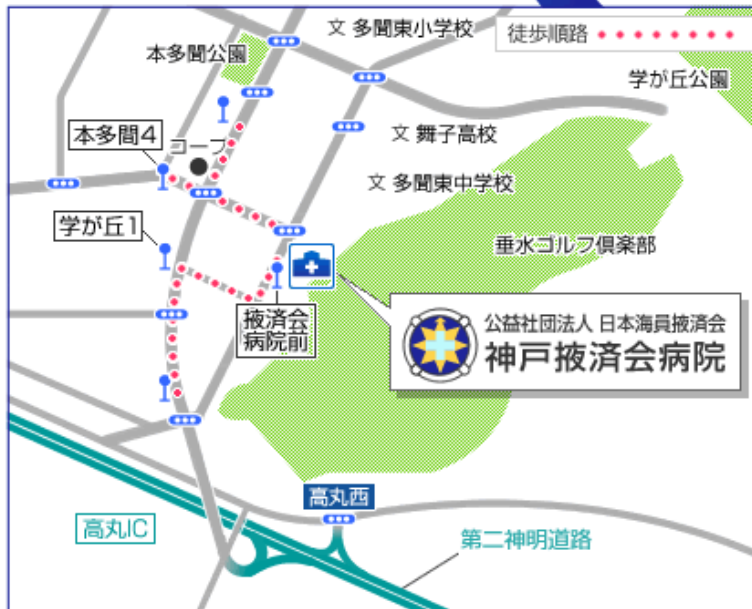 文 多聞東小学校
徒歩順路
本多聞公園
学が丘公園
本多聞4
コープ
文 舞子高校
文 多聞東中学校
学が丘1
垂水ゴルフ倶楽部
掖済会
病院前
公益社団法人 日本海員掖済会
神戸掖済会病院
高丸西
高丸IC
第二神明道路